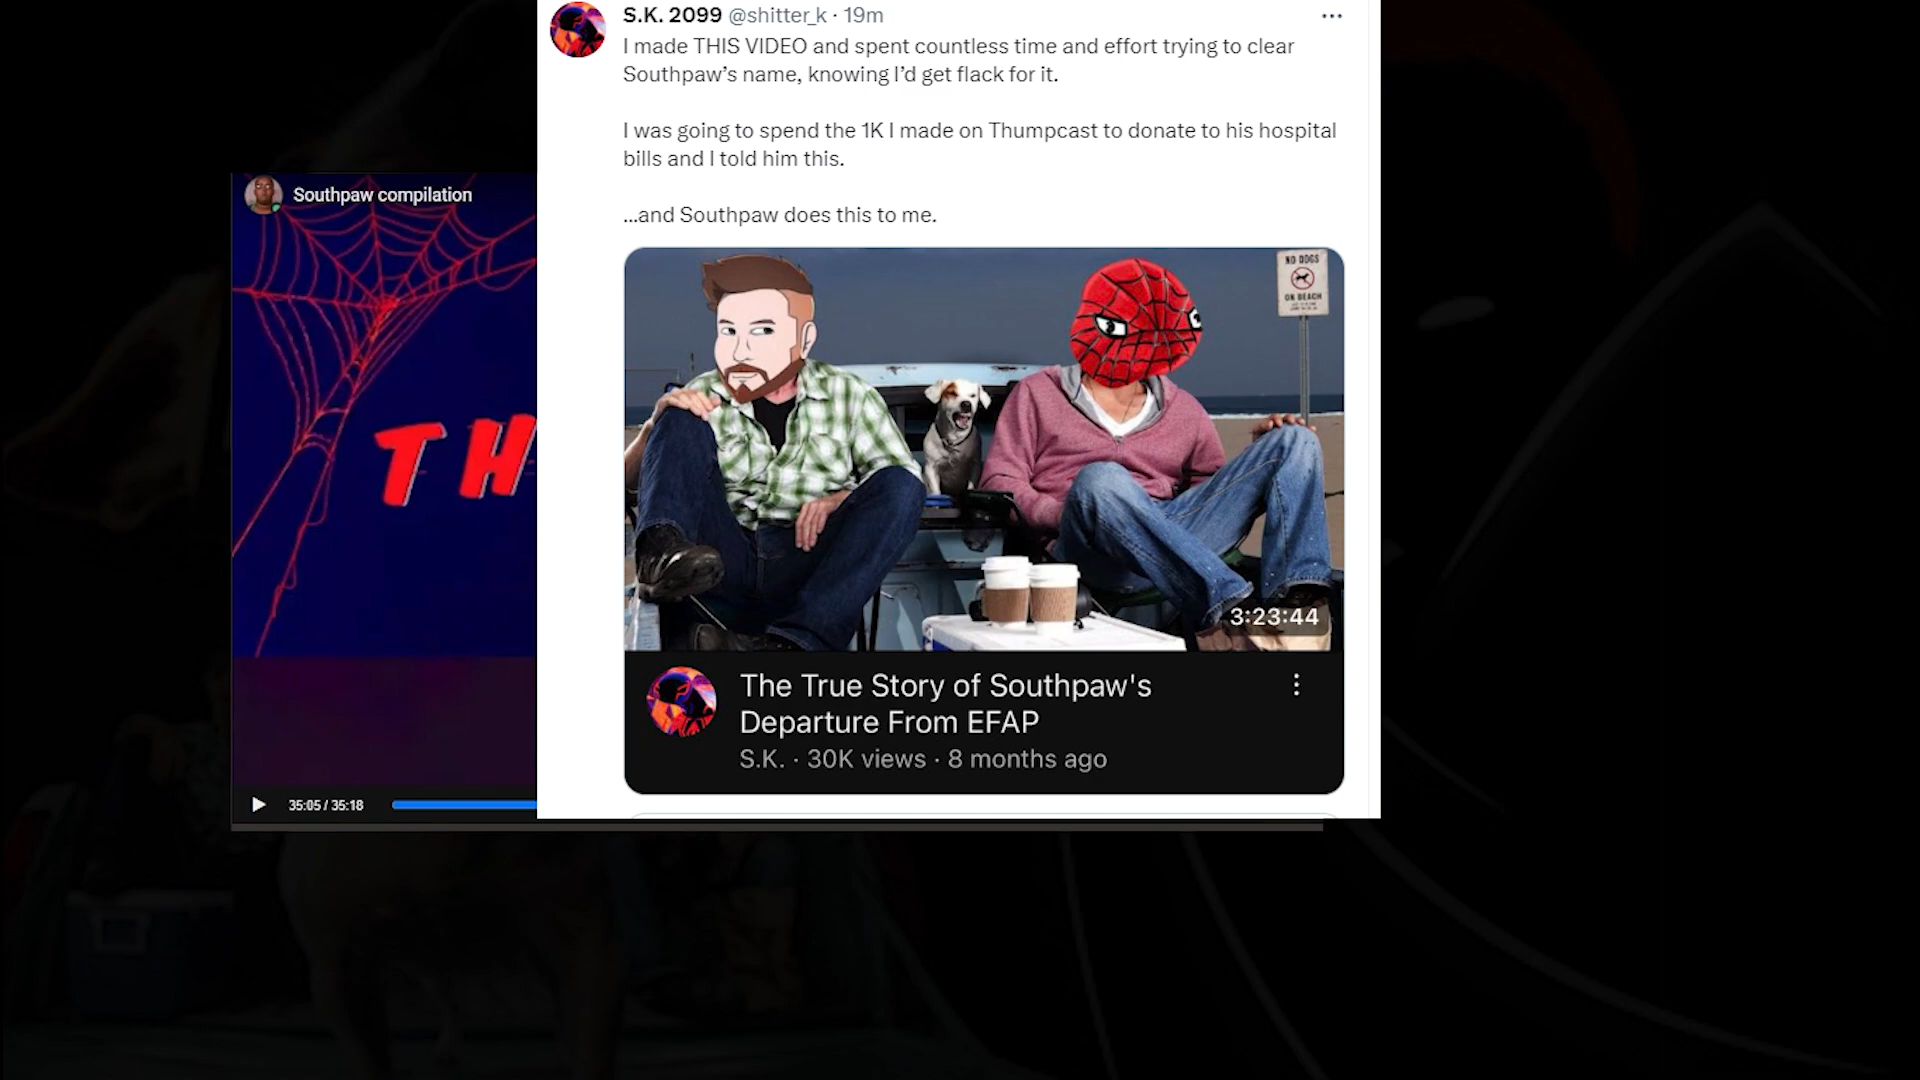 S.K. 2099 @shitter_k · 19m
I made THIS VIDEO and spent countless time and effort trying to clear
Southpaw’s name, knowing I’d get flack for it.
I was going to spend the 1K I made on Thumpcast to donate to his hospital
bills and I told him this.
...and Southpaw does this to me.
Southpaw compilation
TH
35:05 / 35:18
NO DOGS
ON BEACH
3:23:44
The True Story of Southpaw's
Departure From EFAP
S.K. · 30K views · 8 months ago